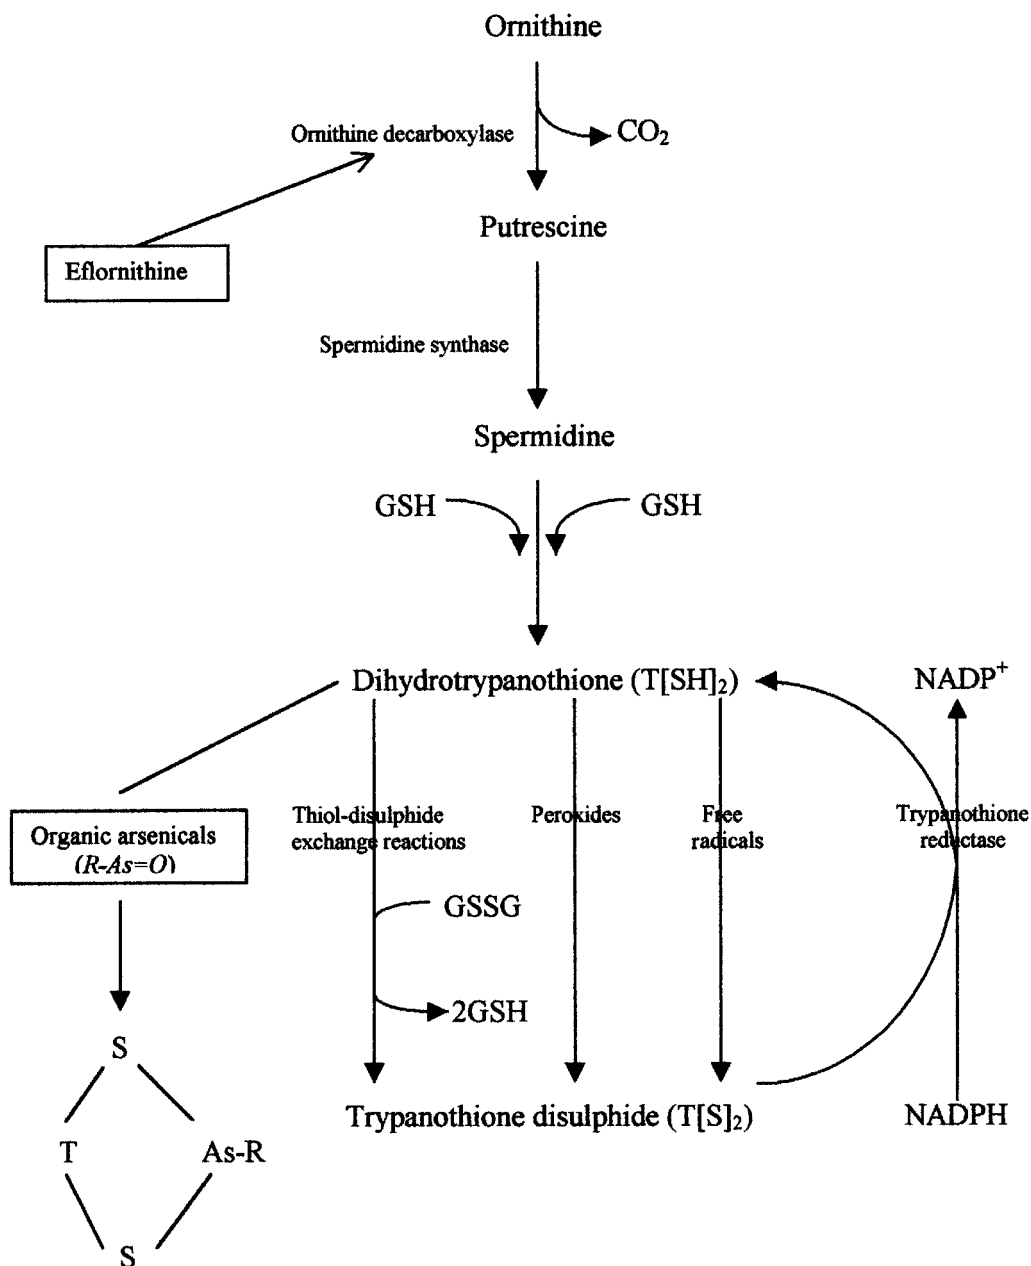 Ornithine
Ornithine decarboxylase
CO₂
Putrescine
Eflornithine
Spermidine synthase
Spermidine
GSH
GSH
Dihydrotrypanothione (T[SH]₂)
NADP⁺
Organic arsenicals
(R-As=O)
Thiol-disulphide
exchange reactions
Peroxides
Free
radicals
Trypanothione
reductase
GSSG
2GSH
S
Trypanothione disulphide (T[S]₂)
NADPH
T
As-R
S